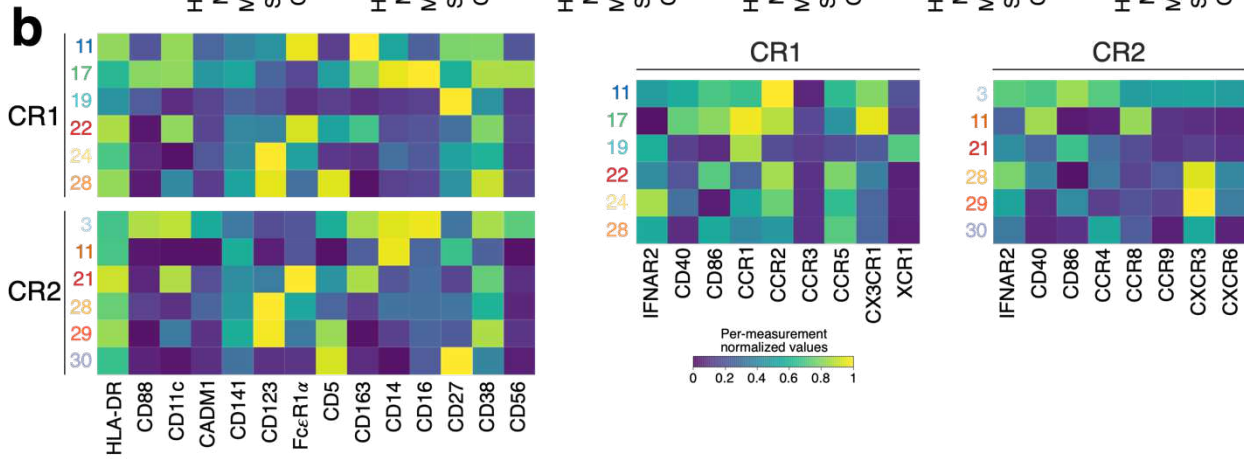 b
CR1
11
17
19
22
24
28
CR2
3
11
21
28
29
30
HLA-DR
CD88
CD11c
CADM1
CD141
CD123
FcεR1α
CD5
CD163
CD14
CD16
CD27
CD38
CD56
CR1
11
17
19
22
24
28
IFNAR2
CD40
CD86
CCR1
CCR2
CCR3
CCR5
CX3CR1
XCR1
CR2
3
11
21
28
29
30
IFNAR2
CD40
CD86
CCR4
CCR8
CCR9
CXCR3
CXCR6
Per-measurement
normalized values
0 0.2 0.4 0.6 0.8 1